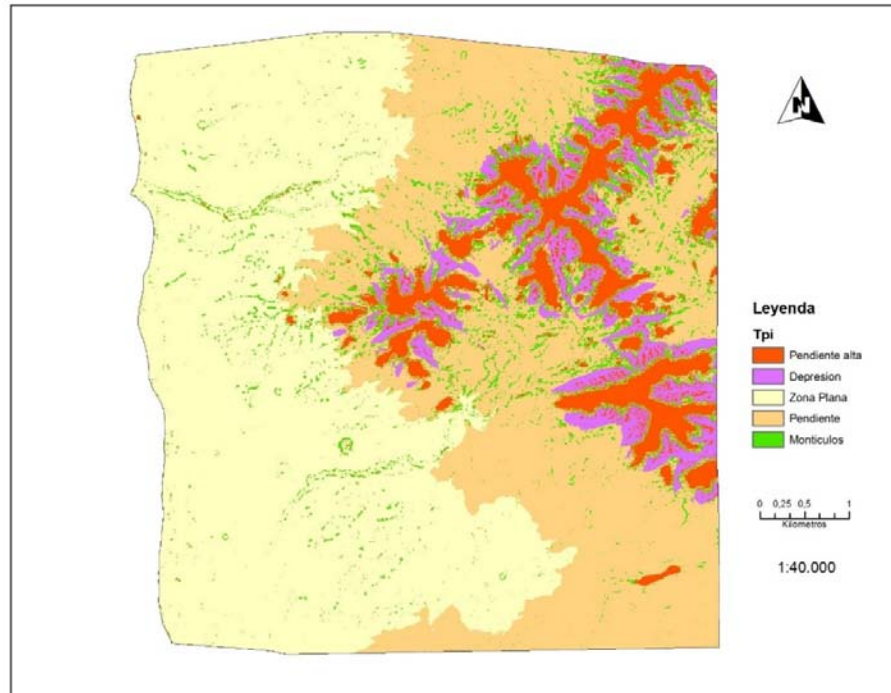 N
Leyenda
Tpi
Pendiente alta
Depresion
Zona Plana
Pendiente
Monticulos
0 0,25 0,5 1
Kilometros
1:40.000